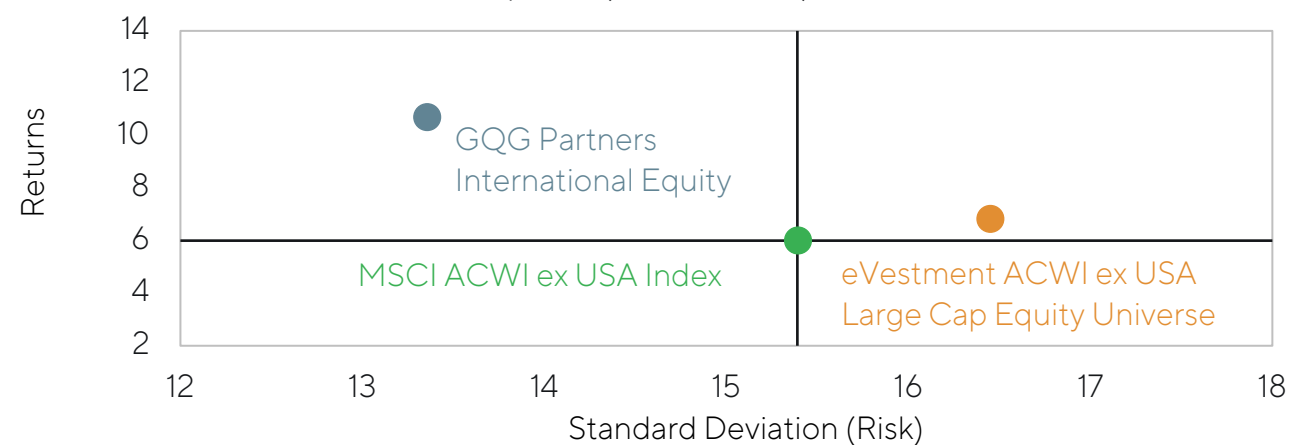 14
12
10
8
6
4
2
Returns
GQG Partners
International Equity
MSCI ACWI ex USA Index
eVestment ACWI ex USA
Large Cap Equity Universe
12 13 14 15 16 17 18
Standard Deviation (Risk)